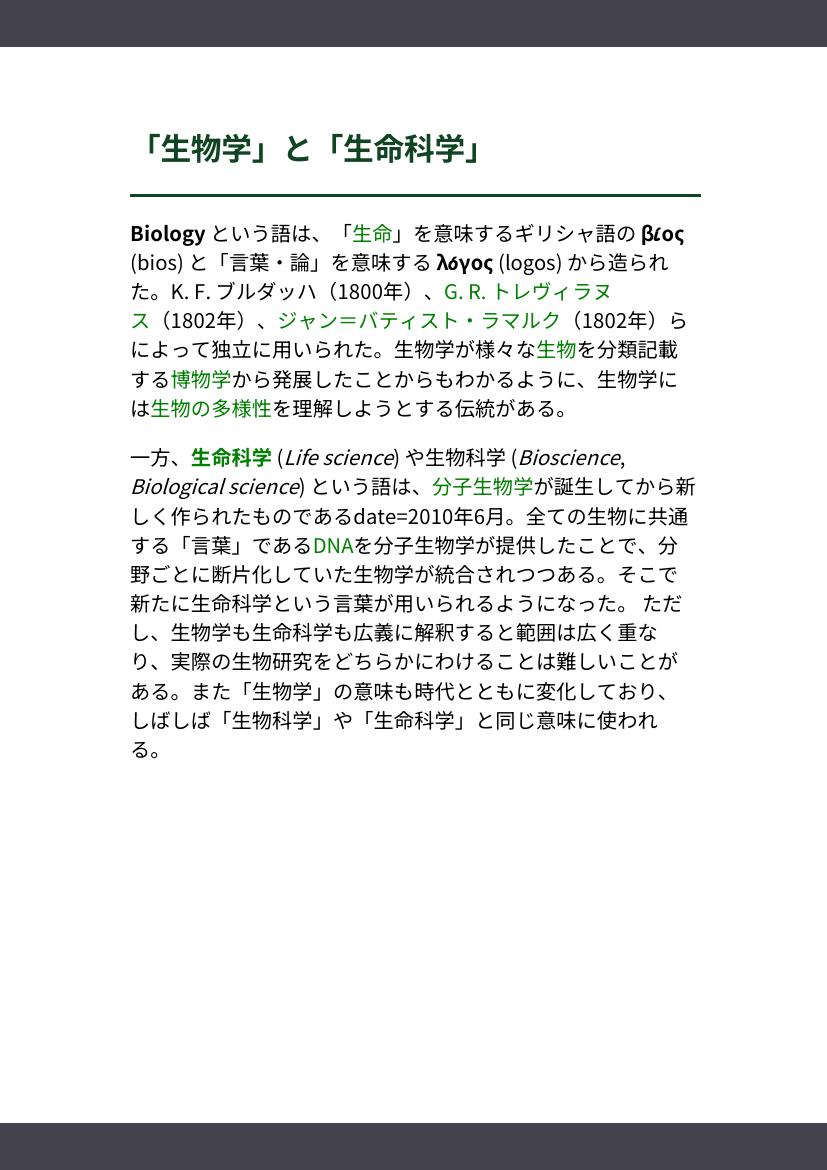 「生物学」と「生命科学」
Biology という語は、「生命」を意味するギリシャ語の βίος
(bios) と「言葉・論」を意味する λόγος (logos) から造られ
た。K. F. ブルダッハ（1800年）、G. R. トレヴィラヌ
ス（1802年）、ジャン＝バティスト・ラマルク（1802年）ら
によって独立に用いられた。生物学が様々な生物を分類記載
する博物学から発展したことからもわかるように、生物学に
は生物の多様性を理解しようとする伝統がある。
一方、生命科学 (Life science) や生物科学 (Bioscience,
Biological science) という語は、分子生物学が誕生してから新
しく作られたものであるdate=2010年6月。全ての生物に共通
する「言葉」であるDNAを分子生物学が提供したことで、分
野ごとに断片化していた生物学が統合されつつある。そこで
新たに生命科学という言葉が用いられるようになった。 ただ
し、生物学も生命科学も広義に解釈すると範囲は広く重な
り、実際の生物研究をどちらかにわけることは難しいことが
ある。また「生物学」の意味も時代とともに変化しており、
しばしば「生物科学」や「生命科学」と同じ意味に使われ
る。